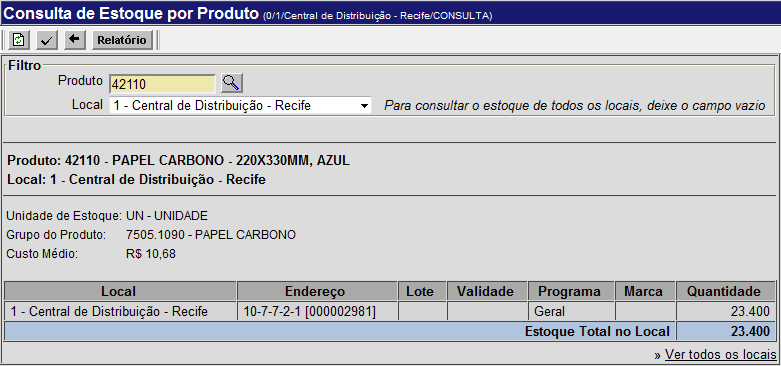 Consulta de Estoque por Produto (0/1/Central de Distribuição - Recife/CONSULTA)
Relatório
Filtro
Produto 42110
Local 1 - Central de Distribuição - Recife Para consultar o estoque de todos os locais, deixe o campo vazio
Produto: 42110 - PAPEL CARBONO - 220X330MM, AZUL
Local: 1 - Central de Distribuição - Recife
Unidade de Estoque: UN - UNIDADE
Grupo do Produto: 7505.1090 - PAPEL CARBONO
Custo Médio: R$ 10,68
Local Endereço Lote Validade Programa Marca Quantidade
1 - Central de Distribuição - Recife 10-7-7-2-1 [000002981] Geral 23.400
Estoque Total no Local 23.400
» Ver todos os locais